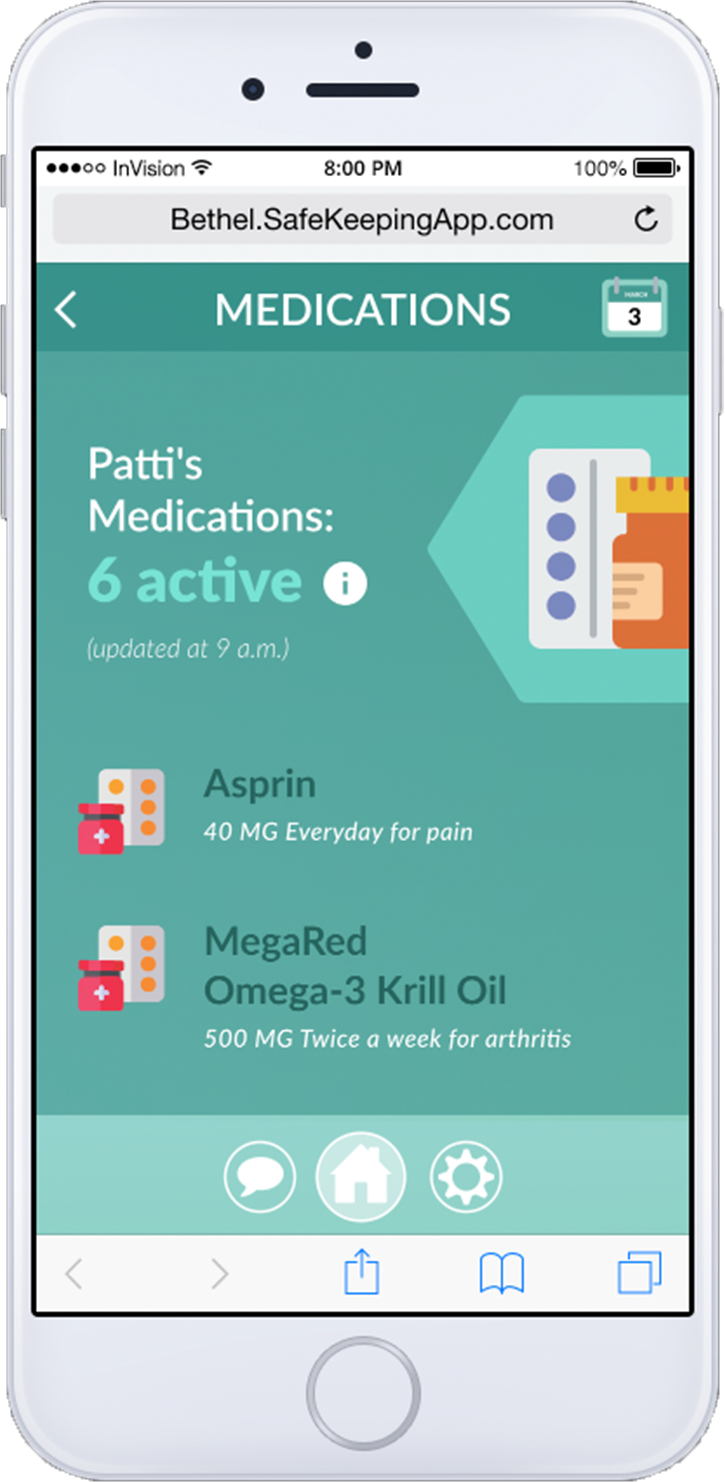 ●●●○○ InVision 8:00 PM 100%
Bethel.SafeKeepingApp.com
MEDICATIONS
MARCH
3
Patti's
Medications:
6 active i
(updated at 9 a.m.)
Asprin
40 MG Everyday for pain
MegaRed
Omega-3 Krill Oil
500 MG Twice a week for arthritis